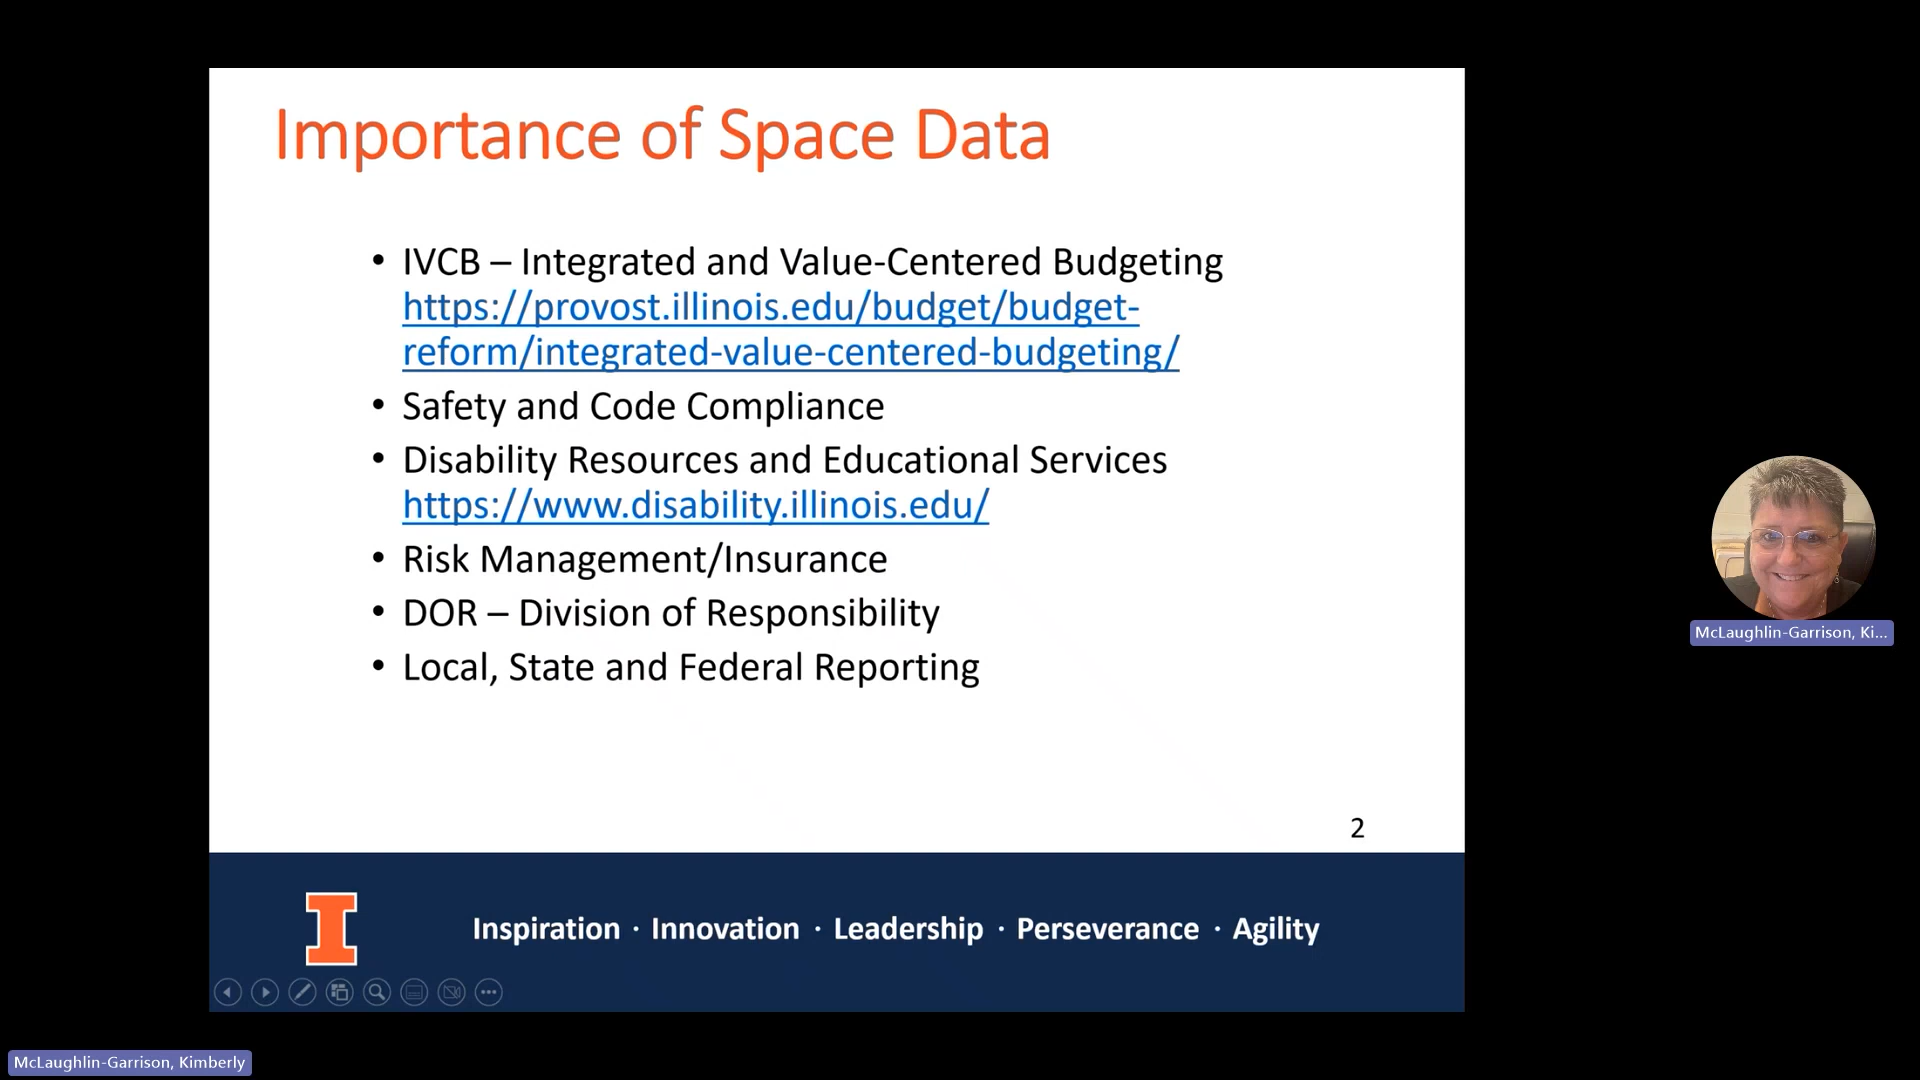 Importance of Space Data
• IVCB – Integrated and Value-Centered Budgeting
https://provost.illinois.edu/budget/budget-
reform/integrated-value-centered-budgeting/
• Safety and Code Compliance
• Disability Resources and Educational Services
https://www.disability.illinois.edu/
• Risk Management/Insurance
• DOR – Division of Responsibility
• Local, State and Federal Reporting
2
I
Inspiration · Innovation · Leadership · Perseverance · Agility
McLaughlin-Garrison, Ki...
McLaughlin-Garrison, Kimberly